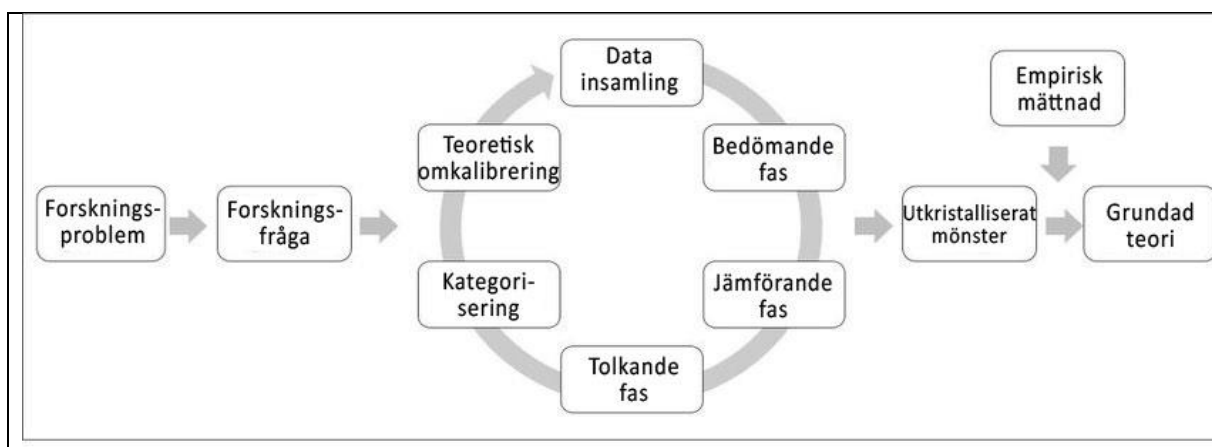 Forsknings-
problem
Forsknings-
fråga
Data
insamling
Bedömande
fas
Jämförande
fas
Tolkande
fas
Kategori-
sering
Teoretisk
omkalibrering
Utkristalliserat
mönster
Empirisk
mättnad
Grundad
teori